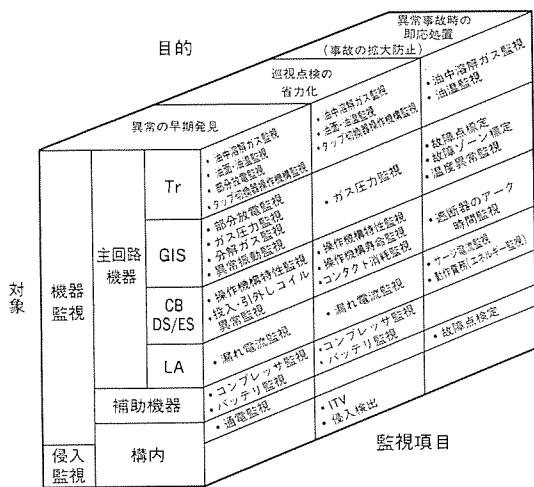 目的
異常事故時の
即応処置
(事故の拡大防止)
巡視点検の
省力化
異常の早期発見
対象
機器
監視
侵入
監視
主回路
機器
補助機器
構内
Tr
GIS
CB
DS/ES
LA
・油中溶解ガス監視
・油面・油温監視
・部分放電監視
・タップ切換器操作機構監視
・部分放電監視
・ガス圧力監視
・分解ガス監視
・異常振動監視
・操作機構特性監視
・投入・引外しコイル
異常監視
・漏れ電流監視
・コンプレッサ監視
・バッテリ監視
・通電監視
・油中溶解ガス監視
・油面・油温監視
・タップ切換器操作機構監視
・ガス圧力監視
・操作機構特性監視
・操作機構寿命監視
・コンタクト消耗監視
・漏れ電流監視
・コンプレッサ監視
・バッテリ監視
・ITV
・侵入検出
・油中溶解ガス監視
・油温監視
・故障点標定
・故障ゾーン標定
・温度異常監視
・遮断器のアーク
時間監視
・サージ電流監視
・動作責務(エネルギー監視)
・故障点検定
監視項目